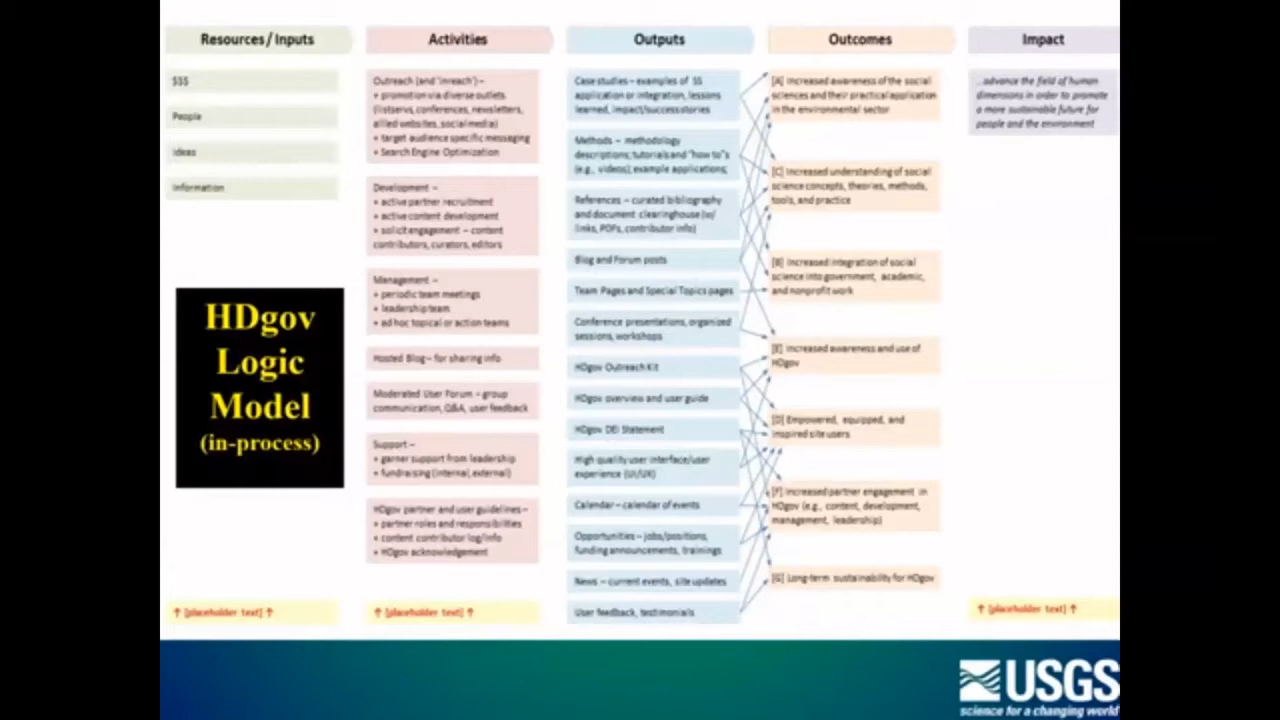 Resources / Inputs
$$$
People
Ideas
Information
HDgov
Logic
Model
(in-process)
↑ [placeholder text] ↑
Activities
Outreach (and 'inreach') –
+ promotion via diverse outlets
(listservs, conferences, newsletters,
allied websites, social media)
+ target audience specific messaging
+ Search Engine Optimization
Development –
+ active partner recruitment
+ active content development
+ solicit engagement – content
contributors, curators, editors
Management –
+ periodic team meetings
+ leadership team
+ ad hoc topical or action teams
Hosted Blog – for sharing info
Moderated User Forum – group
communication, Q&A, user feedback
Support –
+ garner support from leadership
+ fundraising (internal, external)
HDgov partner and user guidelines –
+ partner roles and responsibilities
+ content contributor log/info
+ HDgov acknowledgement
↑ [placeholder text] ↑
Outputs
Case studies – examples of SS
application or integration, lessons
learned, impact/success stories
Methods – methodology
descriptions; tutorials and "how to"s
(e.g., videos); example applications;
References – curated bibliography
and document clearinghouse (w/
links, PDFs, contributor info)
Blog and Forum posts
Team Pages and Special Topics pages
Conference presentations, organized
sessions, workshops
HDgov Outreach Kit
HDgov overview and user guide
HDgov DEI Statement
High quality user interface/user
experience (UI/UX)
Calendar – calendar of events
Opportunities – jobs/positions,
funding announcements, trainings
News – current events, site updates
User feedback, testimonials
Outcomes
[A] Increased awareness of the social
sciences and their practical application
in the environmental sector
[C] Increased understanding of social
science concepts, theories, methods,
tools, and practice
[B] Increased integration of social
science into government, academic,
and nonprofit work
[E] Increased awareness and use of
HDgov
[D] Empowered, equipped, and
inspired site users
[F] Increased partner engagement in
HDgov (e.g., content, development,
management, leadership)
[G] Long-term sustainability for HDgov
Impact
...advance the field of human
dimensions in order to promote
a more sustainable future for
people and the environment
↑ [placeholder text] ↑
USGS
science for a changing world